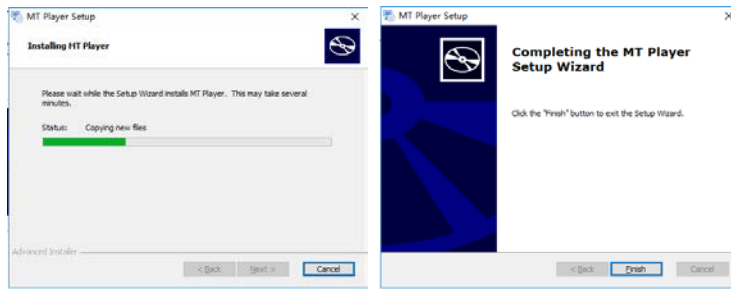 MT Player Setup
Installing MT Player
Please wait while the Setup Wizard installs MT Player. This may take several
minutes.
Status: Copying new files
Advanced Installer
< Back Next > Cancel
MT Player Setup
Completing the MT Player
Setup Wizard
Click the "Finish" button to exit the Setup Wizard.
< Back Finish Cancel